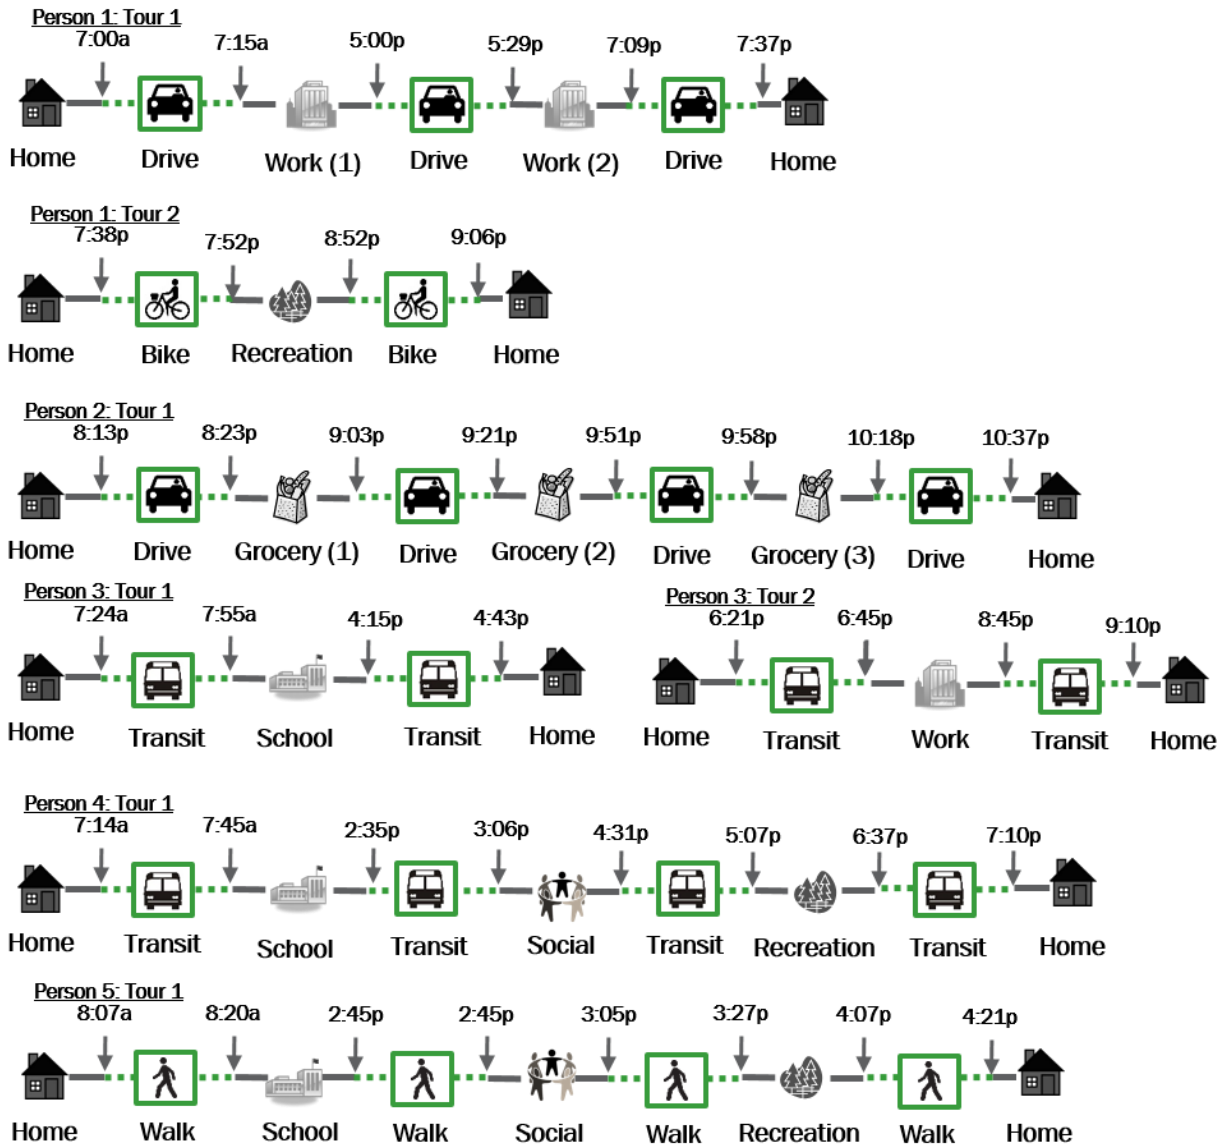 Person 1: Tour 1
7:00a 7:15a 5:00p 5:29p 7:09p 7:37p
Home Drive Work (1) Drive Work (2) Drive Home
Person 1: Tour 2
7:38p 7:52p 8:52p 9:06p
Home Bike Recreation Bike Home
Person 2: Tour 1
8:13p 8:23p 9:03p 9:21p 9:51p 9:58p 10:18p 10:37p
Home Drive Grocery (1) Drive Grocery (2) Drive Grocery (3) Drive Home
Person 3: Tour 1
7:24a 7:55a 4:15p 4:43p
Home Transit School Transit Home
Person 3: Tour 2
6:21p 6:45p 8:45p 9:10p
Home Transit Work Transit Home
Person 4: Tour 1
7:14a 7:45a 2:35p 3:06p 4:31p 5:07p 6:37p 7:10p
Home Transit School Transit Social Transit Recreation Transit Home
Person 5: Tour 1
8:07a 8:20a 2:45p 2:45p 3:05p 3:27p 4:07p 4:21p
Home Walk School Walk Social Walk Recreation Walk Home